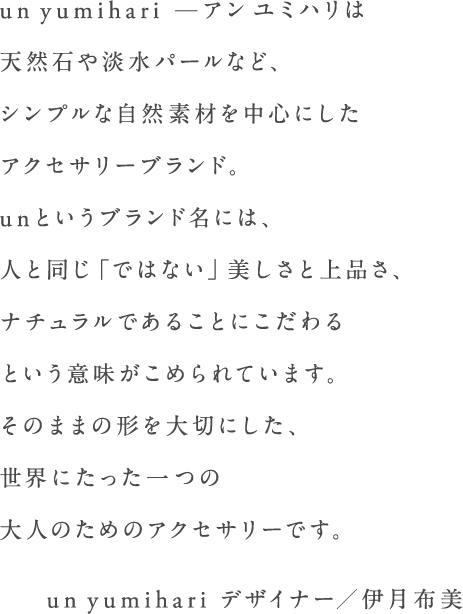 un yumihari ―アン ユミハリは
天然石や淡水パールなど、
シンプルな自然素材を中心にした
アクセサリーブランド。
unというブランド名には、
人と同じ「ではない」美しさと上品さ、
ナチュラルであることにこだわる
という意味がこめられています。
そのままの形を大切にした、
世界にたった一つの
大人のためのアクセサリーです。
un yumihari デザイナー／伊月布美